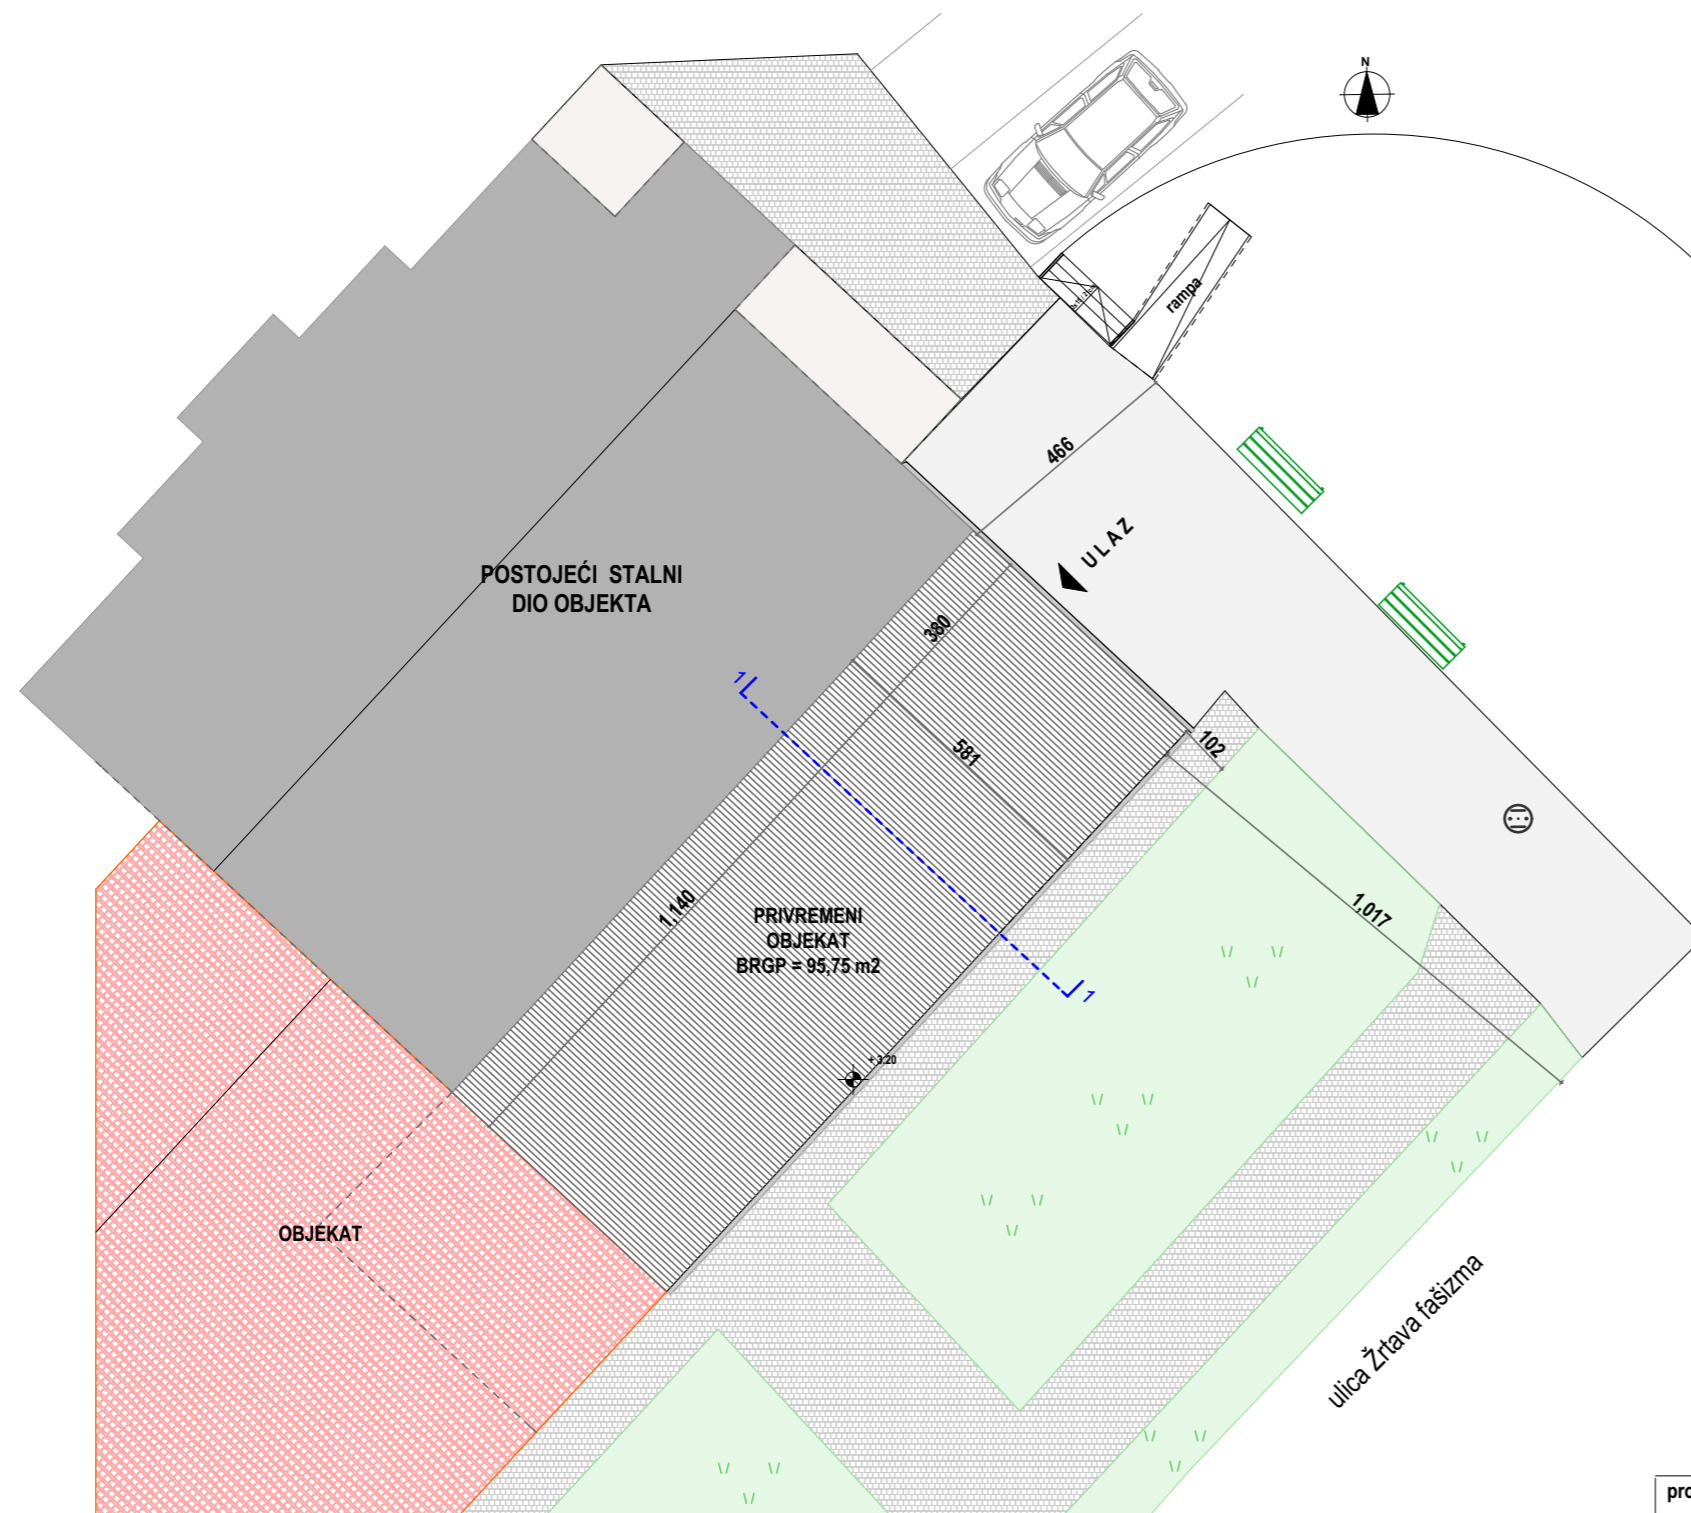 N
rampa
466
ULAZ
POSTOJEĆI STALNI
DIO OBJEKTA
380
1
581
102
1,140
PRIVREMENI
OBJEKAT
BRGP = 95,75 m2
1,017
1
+ 3,20
OBJEKAT
ulica Žrtava fašizma